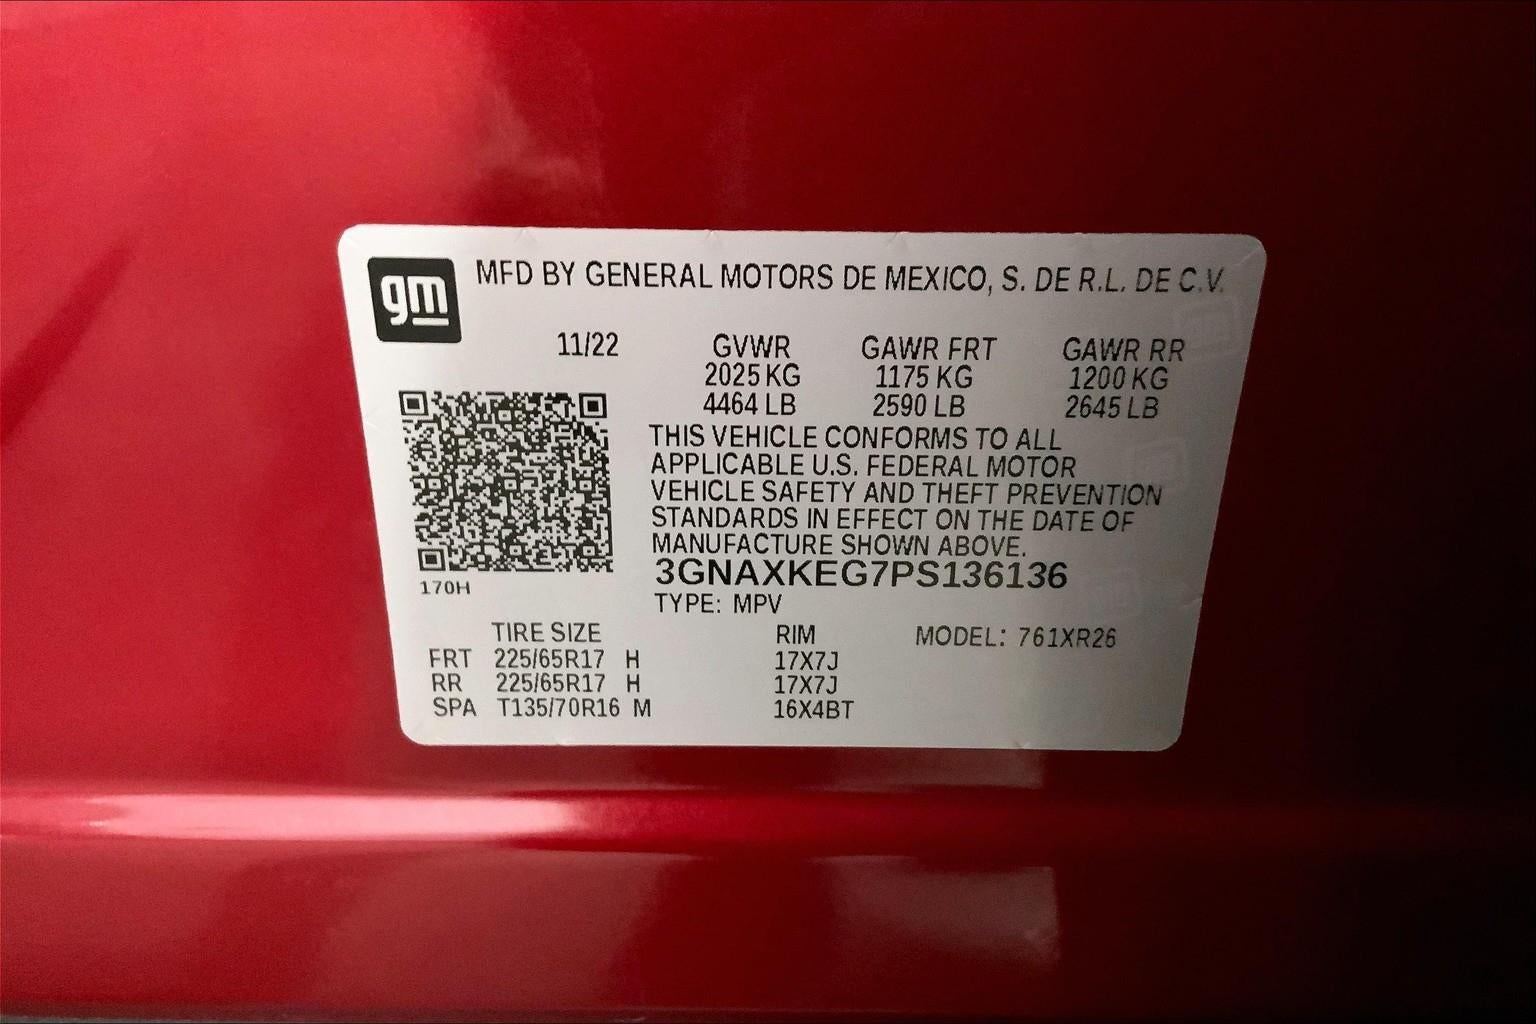 gm MFD BY GENERAL MOTORS DE MEXICO, S. DE R.L. DE C.V.
11/22 GVWR GAWR FRT GAWR RR
2025 KG 1175 KG 1200 KG
4464 LB 2590 LB 2645 LB
THIS VEHICLE CONFORMS TO ALL
APPLICABLE U.S. FEDERAL MOTOR
VEHICLE SAFETY AND THEFT PREVENTION
STANDARDS IN EFFECT ON THE DATE OF
MANUFACTURE SHOWN ABOVE.
3GNAXKEG7PS136136
170H
TYPE: MPV
TIRE SIZE RIM MODEL: 761XR26
FRT 225/65R17 H 17X7J
RR 225/65R17 H 17X7J
SPA T135/70R16 M 16X4BT